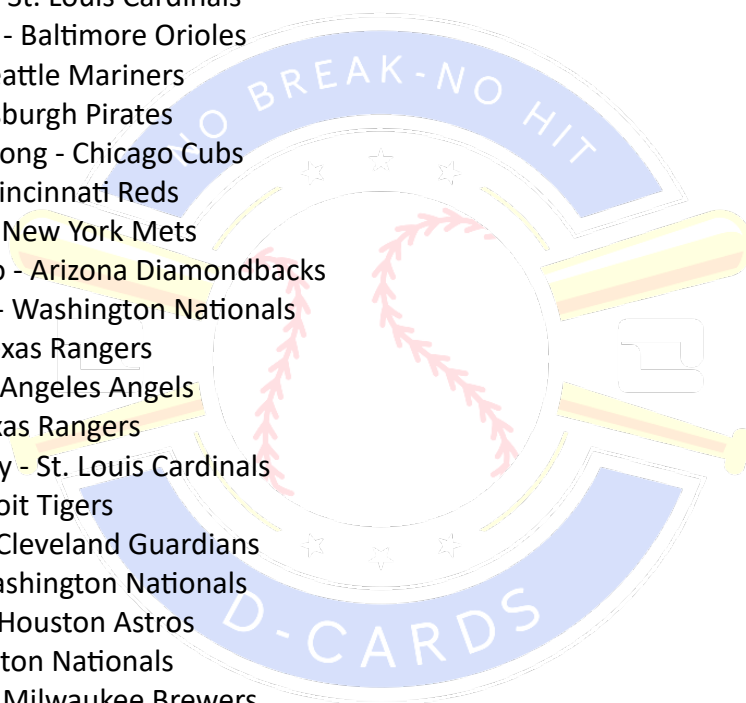 St. Louis Cardinals
- Baltimore Orioles
eattle Mariners
sburgh Pirates
ong - Chicago Cubs
incinnati Reds
New York Mets
o - Arizona Diamondbacks
- Washington Nationals
xas Rangers
Angeles Angels
xas Rangers
y - St. Louis Cardinals
oit Tigers
Cleveland Guardians
ashington Nationals
Houston Astros
ton Nationals
Milwaukee Brewers
NO BREAK-NO HIT
D-CARDS